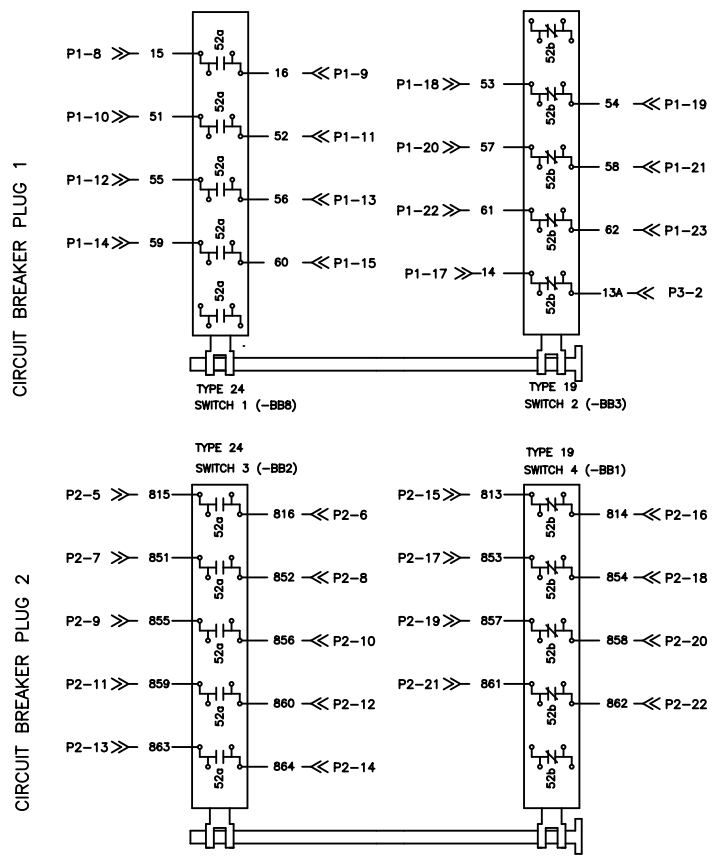 CIRCUIT BREAKER PLUG 1
52a
P1-8 15
16 P1-9
52a
P1-10 51
52 P1-11
52a
P1-12 55
56 P1-13
52a
P1-14 59
60 P1-15
52a
TYPE 24
SWITCH 1 (-BB8)
52b
P1-18 53
54 P1-19
52b
P1-20 57
58 P1-21
52b
P1-22 61
62 P1-23
52b
P1-17 14
13A P3-2
52b
TYPE 19
SWITCH 2 (-BB3)
CIRCUIT BREAKER PLUG 2
TYPE 24
SWITCH 3 (-BB2)
P2-5 815
816 P2-6
52a
P2-7 851
852 P2-8
52a
P2-9 855
856 P2-10
52a
P2-11 859
860 P2-12
52a
P2-13 863
864 P2-14
52a
TYPE 19
SWITCH 4 (-BB1)
P2-15 813
814 P2-16
52b
P2-17 853
854 P2-18
52b
P2-19 857
858 P2-20
52b
P2-21 861
862 P2-22
52b
52b